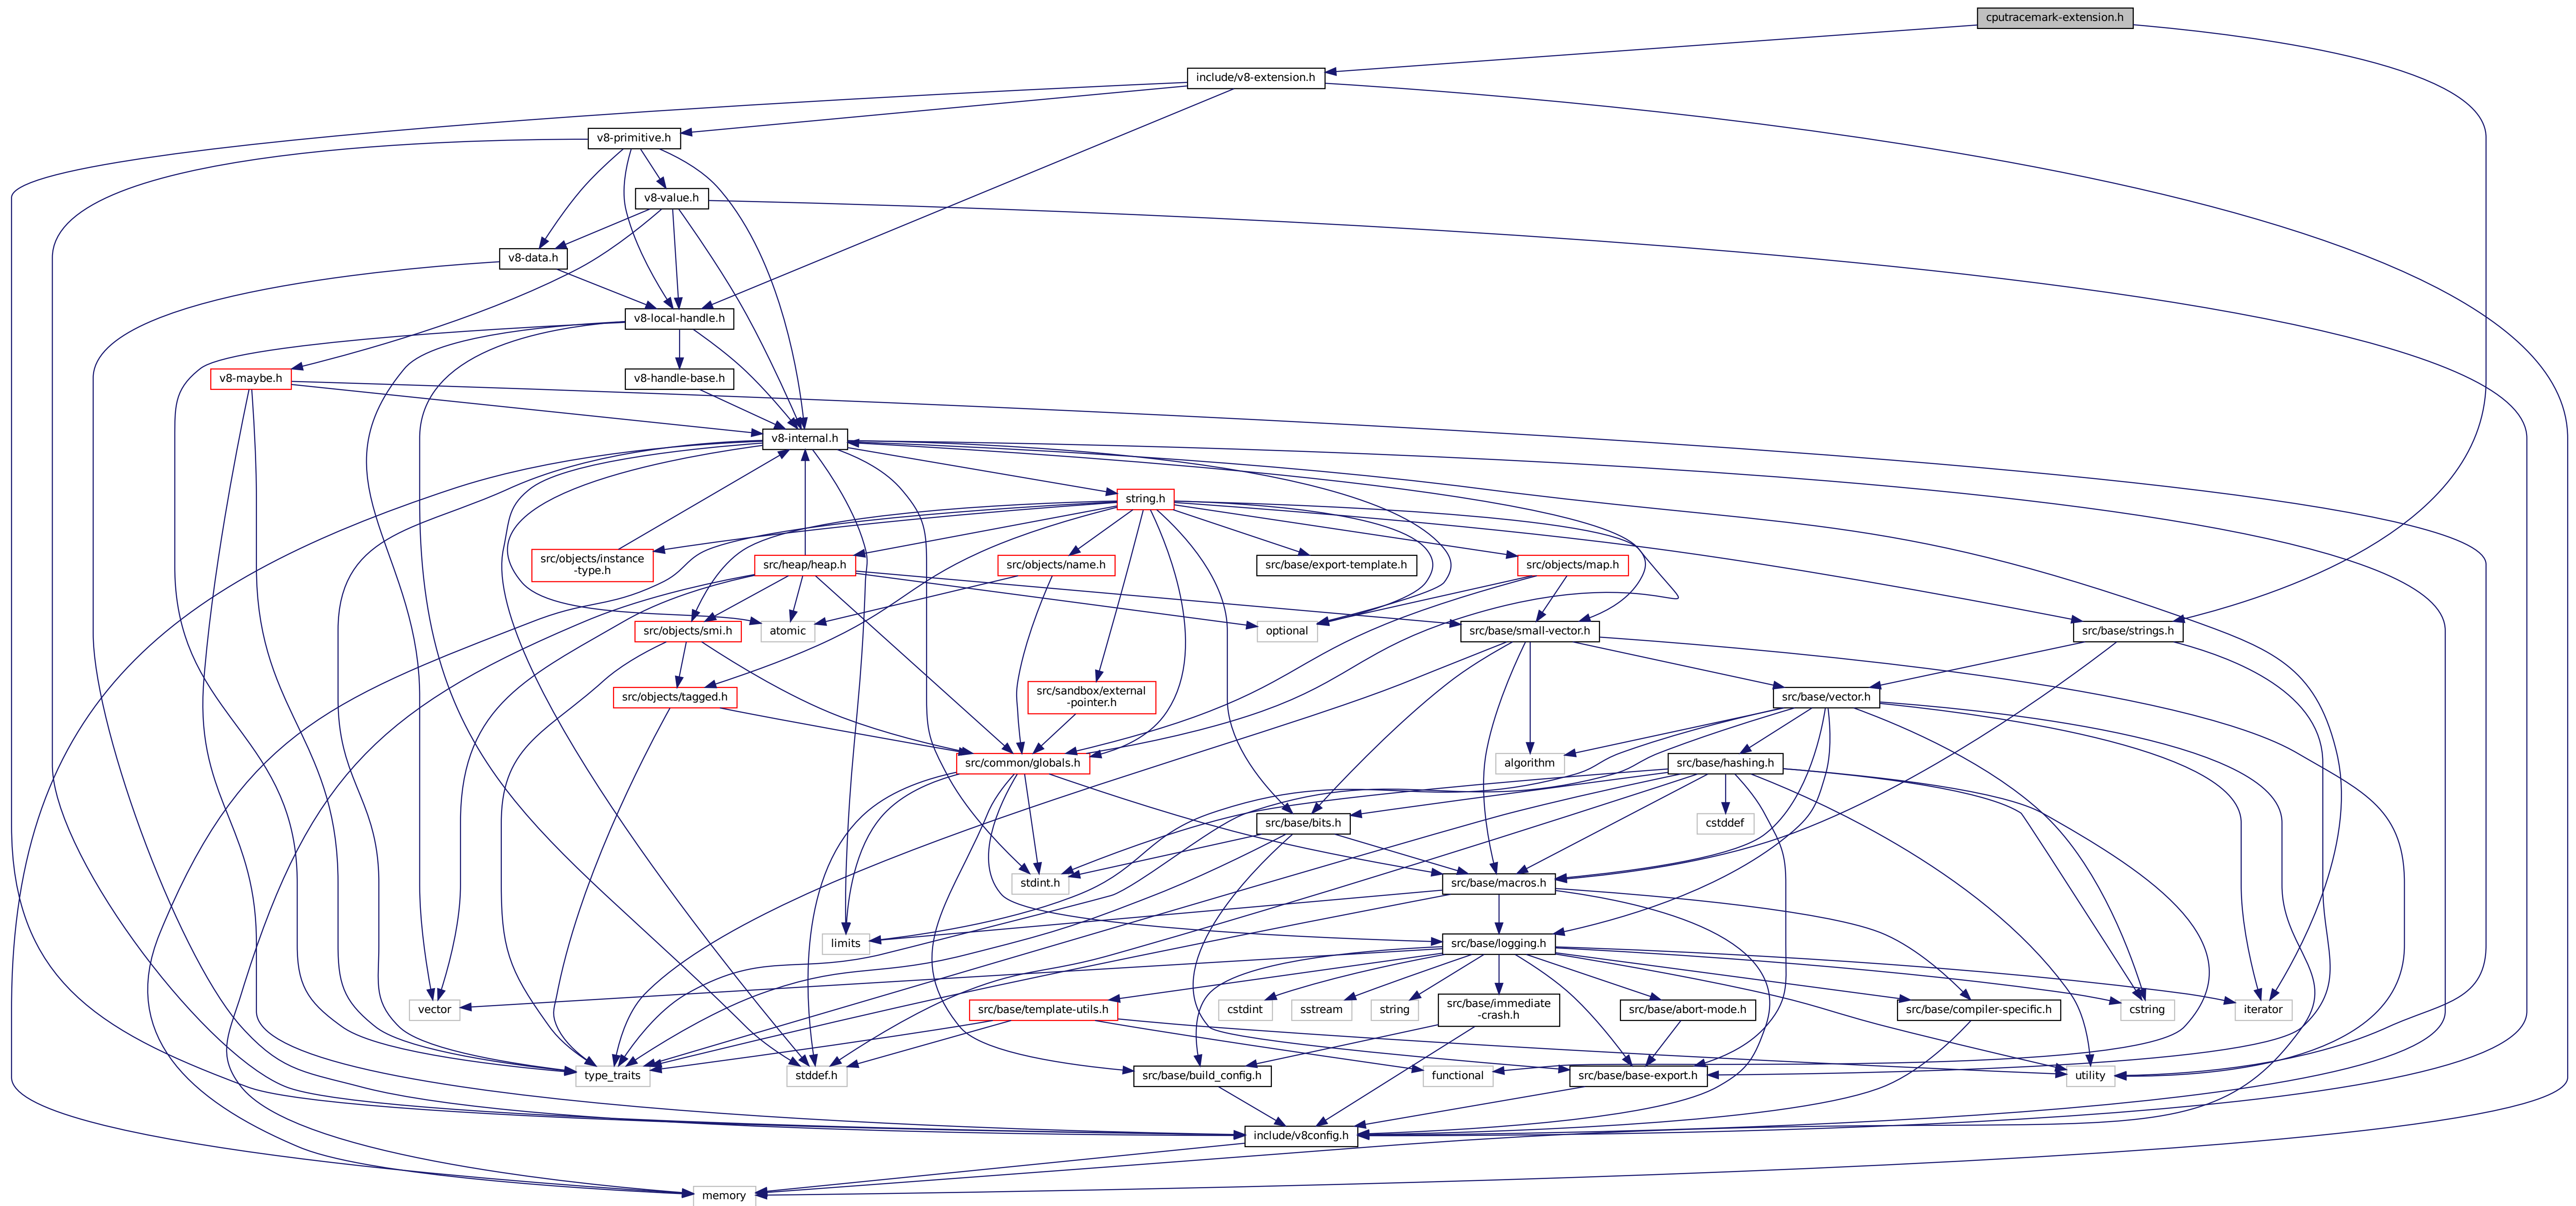 cputracemark-extension.h
include/v8-extension.h
v8-primitive.h
v8-value.h
v8-data.h
v8-local-handle.h
v8-maybe.h
v8-handle-base.h
v8-internal.h
string.h
src/objects/instance
-type.h
src/heap/heap.h
src/objects/name.h
src/base/export-template.h
src/objects/map.h
src/objects/smi.h
atomic
optional
src/base/small-vector.h
src/base/strings.h
src/objects/tagged.h
src/sandbox/external
-pointer.h
src/base/vector.h
src/common/globals.h
algorithm
src/base/hashing.h
src/base/bits.h
cstddef
stdint.h
src/base/macros.h
limits
src/base/logging.h
vector
src/base/template-utils.h
cstdint
sstream
string
src/base/immediate
-crash.h
src/base/abort-mode.h
src/base/compiler-specific.h
cstring
iterator
type_traits
stddef.h
src/base/build_config.h
functional
src/base/base-export.h
utility
include/v8config.h
memory